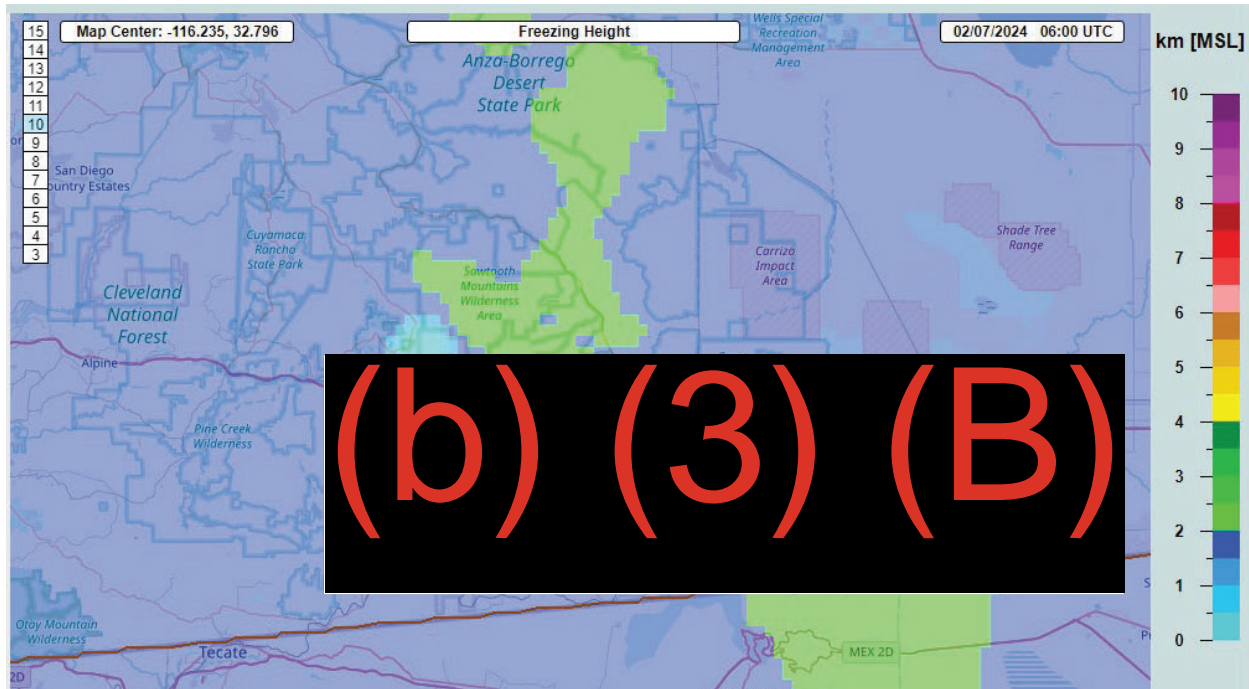 Map Center: -116.235, 32.796
Freezing Height
02/07/2024 06:00 UTC
km [MSL]
15
14
13
12
11
10
9
8
7
6
5
4
3
Wells Special
Recreation
Management
Area
Anza-Borrego
Desert
State Park
San Diego
Country Estates
Cuyamaca
Rancho
State Park
Sawtooth
Mountains
Wilderness
Area
Carrizo
Impact
Area
Shade Tree
Range
Cleveland
National
Forest
Alpine
Pine Creek
Wilderness
(b) (3) (B)
Otay Mountain
Wilderness
Tecate
MEX 2D
2D
10
9
8
7
6
5
4
3
2
1
0